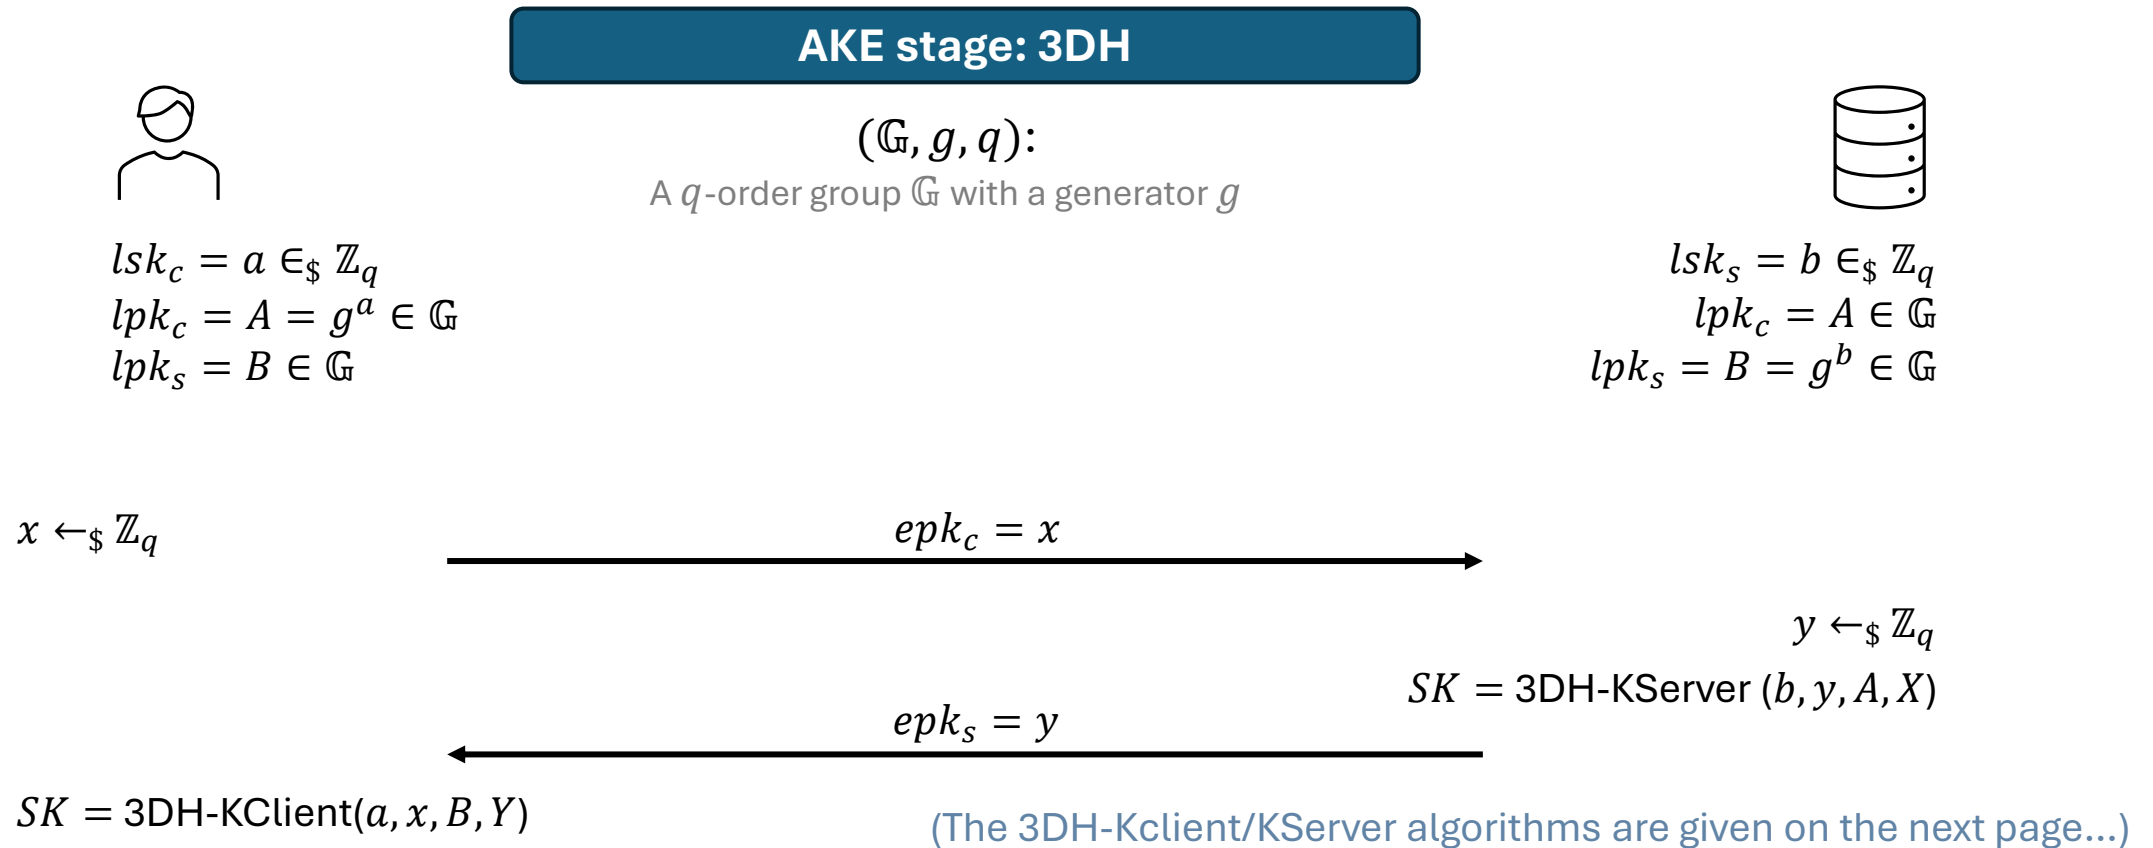 AKE stage: 3DH
(𝔾, g, q):
A q-order group 𝔾 with a generator g
lsk_c = a ∈_$ ℤ_q
lpk_c = A = g^a ∈ 𝔾
lpk_s = B ∈ 𝔾
lsk_s = b ∈_$ ℤ_q
lpk_c = A ∈ 𝔾
lpk_s = B = g^b ∈ 𝔾
x ←_$ ℤ_q
epk_c = x
y ←_$ ℤ_q
SK = 3DH-KServer (b, y, A, X)
epk_s = y
SK = 3DH-KClient(a, x, B, Y)
(The 3DH-Kclient/KServer algorithms are given on the next page...)